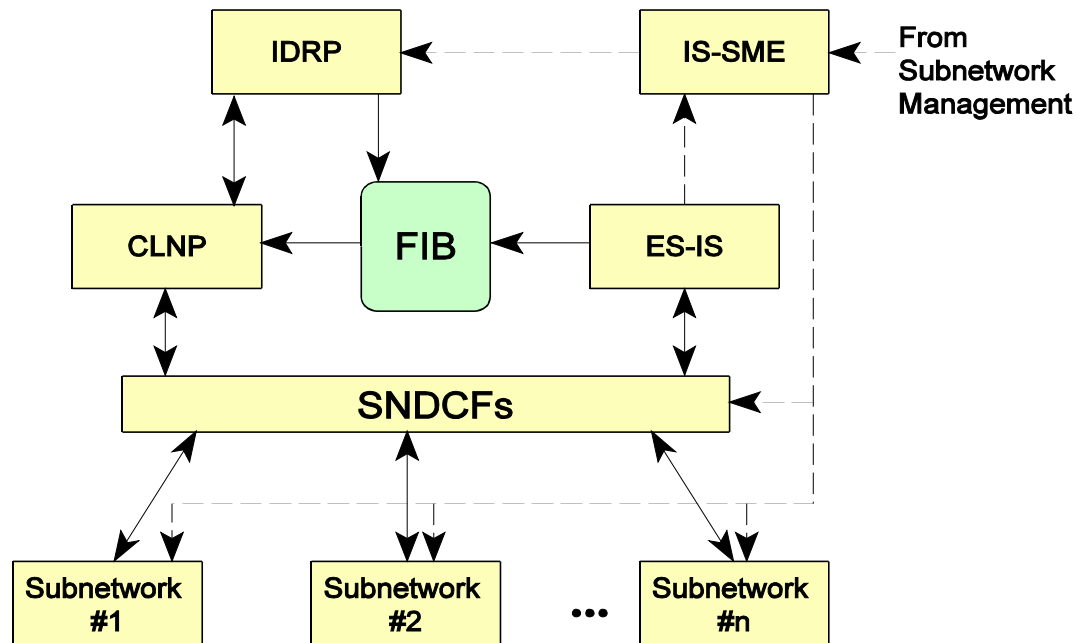 IDRP
IS-SME
From
Subnetwork
Management
CLNP
FIB
ES-IS
SNDCFs
Subnetwork
#1
Subnetwork
#2
...
Subnetwork
#n